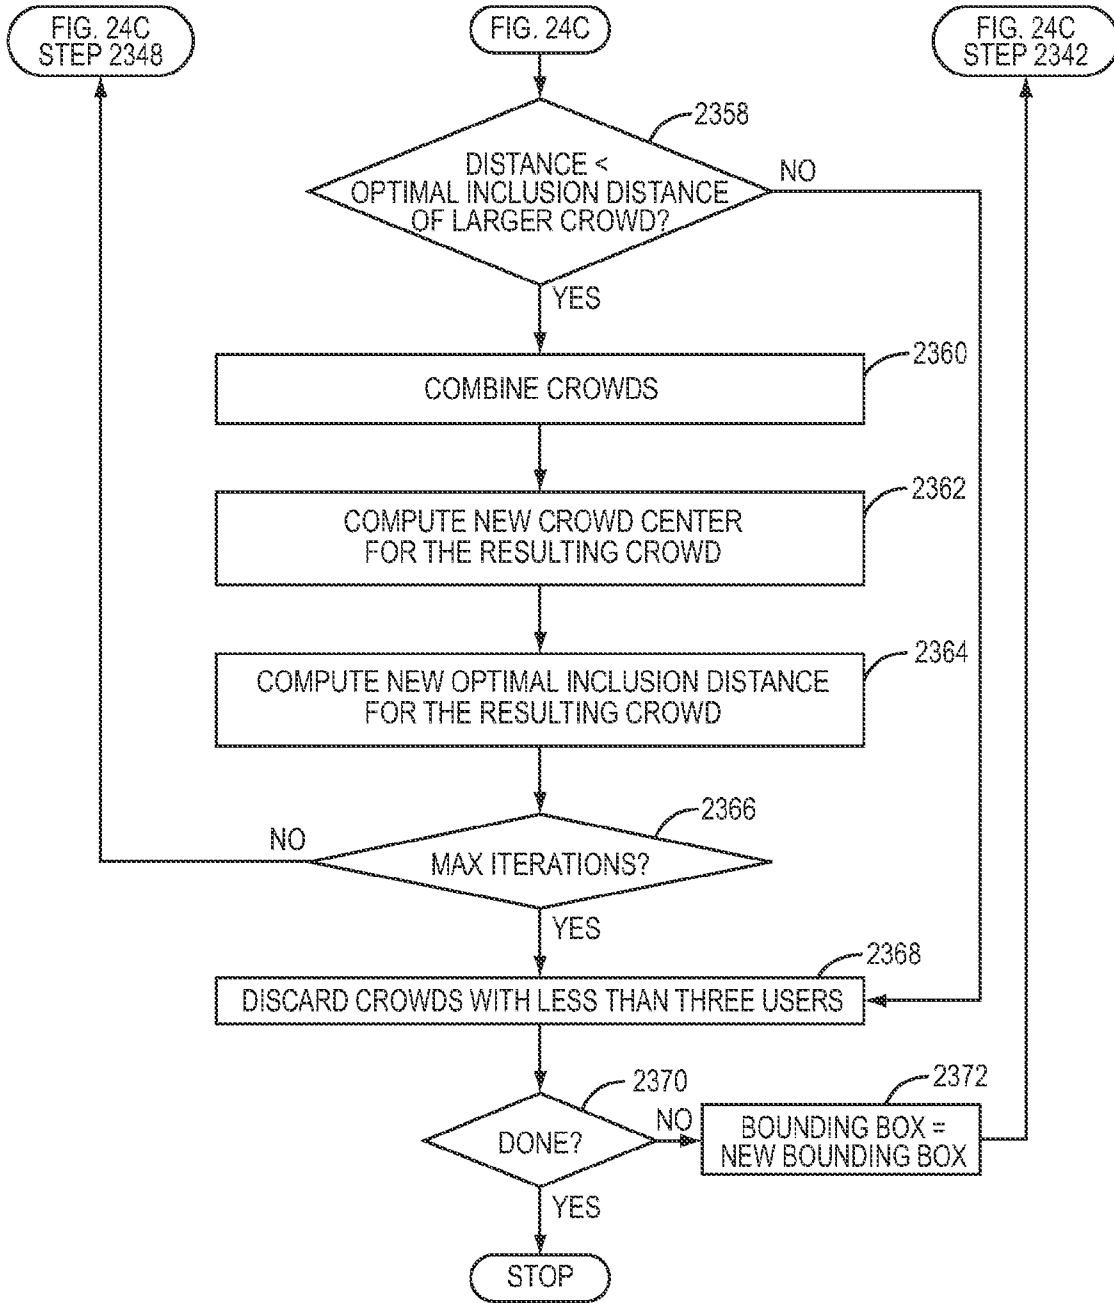 FIG. 24C
STEP 2348
FIG. 24C
FIG. 24C
STEP 2342
2358
DISTANCE <
OPTIMAL INCLUSION DISTANCE
OF LARGER CROWD?
NO
YES
2360
COMBINE CROWDS
2362
COMPUTE NEW CROWD CENTER
FOR THE RESULTING CROWD
2364
COMPUTE NEW OPTIMAL INCLUSION DISTANCE
FOR THE RESULTING CROWD
2366
NO
MAX ITERATIONS?
YES
2368
DISCARD CROWDS WITH LESS THAN THREE USERS
2370
DONE?
NO
2372
BOUNDING BOX =
NEW BOUNDING BOX
YES
STOP